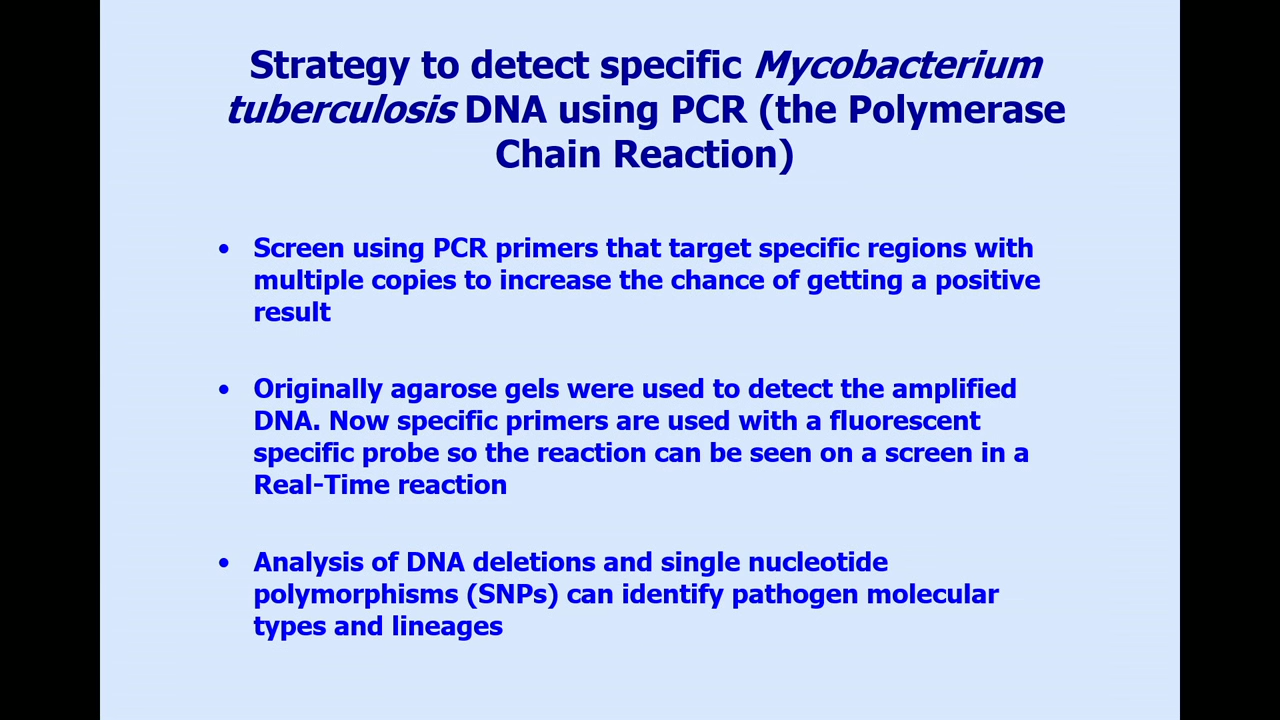 Strategy to detect specific Mycobacterium
tuberculosis DNA using PCR (the Polymerase
Chain Reaction)
• Screen using PCR primers that target specific regions with
multiple copies to increase the chance of getting a positive
result
• Originally agarose gels were used to detect the amplified
DNA. Now specific primers are used with a fluorescent
specific probe so the reaction can be seen on a screen in a
Real-Time reaction
• Analysis of DNA deletions and single nucleotide
polymorphisms (SNPs) can identify pathogen molecular
types and lineages